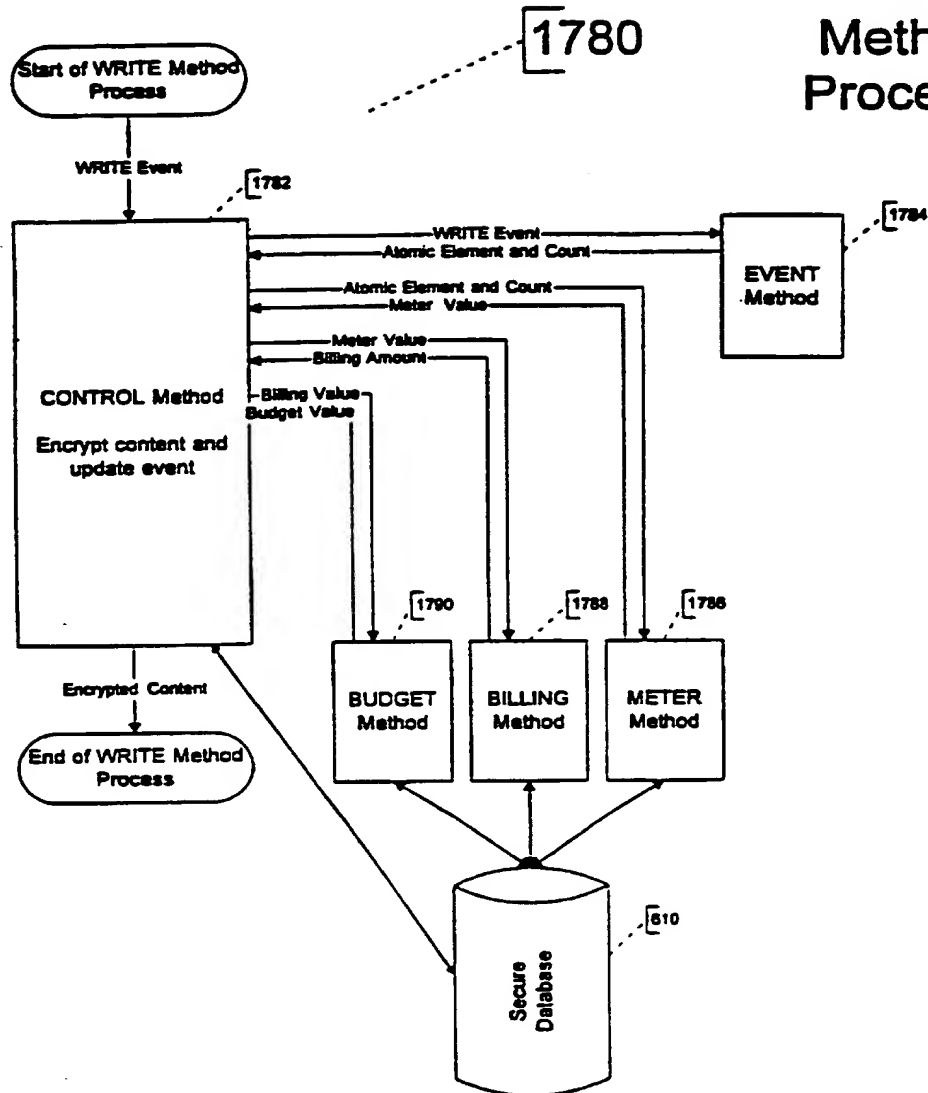 1780
Meth
Proce
Start of WRITE Method
Process
WRITE Event
1782
WRITE Event
Atomic Element and Count
1784
EVENT
Method
Atomic Element and Count
Meter Value
Meter Value
Billing Amount
CONTROL Method
Encrypt content and
update event
Billing Value
Budget Value
1790
1788
1786
BUDGET
Method
BILLING
Method
METER
Method
Encrypted Content
End of WRITE Method
Process
610
Secure
Database